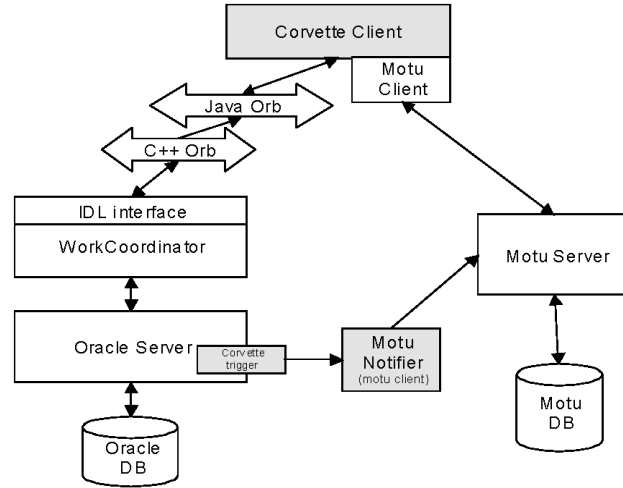 Corvette Client
Motu
Client
Java Orb
C++ Orb
IDL interface
WorkCoordinator
Motu Server
Oracle Server
Corvette
trigger
Motu
Notifier
(motu client)
Oracle
DB
Motu
DB